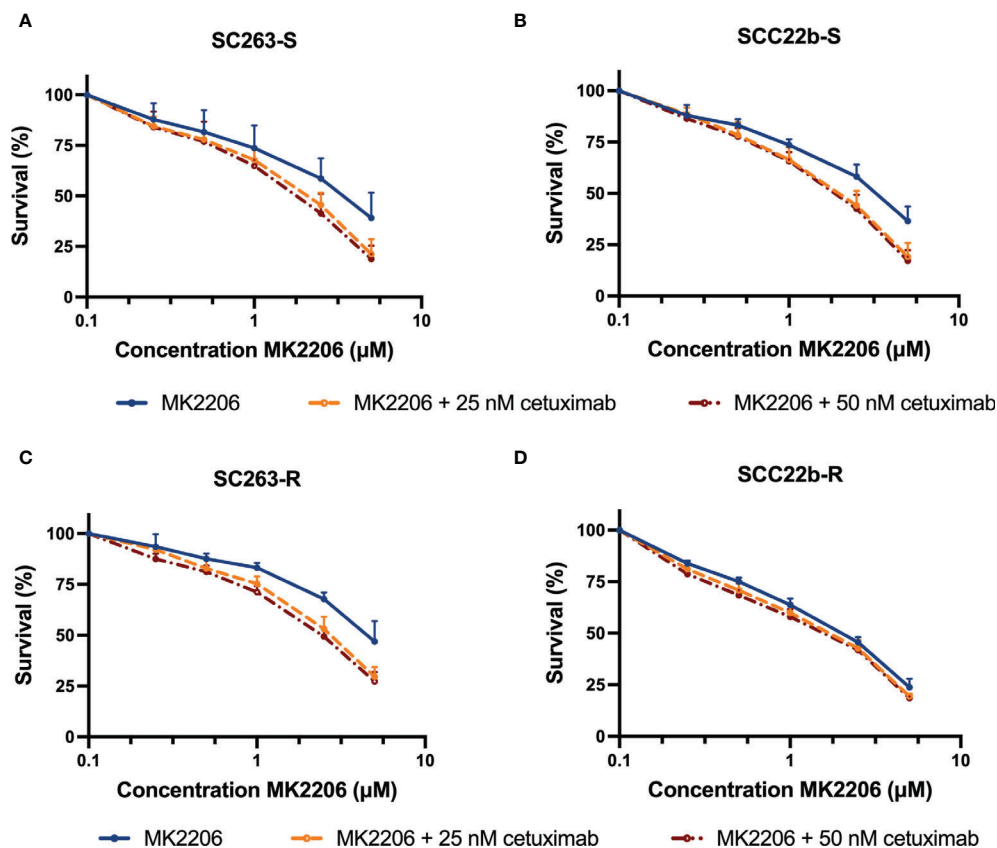 A
SC263-S
Survival (%)
100
75
50
25
0
0.1
1
10
Concentration MK2206 (µM)
B
SCC22b-S
Survival (%)
100
75
50
25
0
0.1
1
10
Concentration MK2206 (µM)
MK2206
MK2206 + 25 nM cetuximab
MK2206 + 50 nM cetuximab
C
SC263-R
Survival (%)
100
75
50
25
0
0.1
1
10
Concentration MK2206 (µM)
D
SCC22b-R
Survival (%)
100
75
50
25
0
0.1
1
10
Concentration MK2206 (µM)
MK2206
MK2206 + 25 nM cetuximab
MK2206 + 50 nM cetuximab